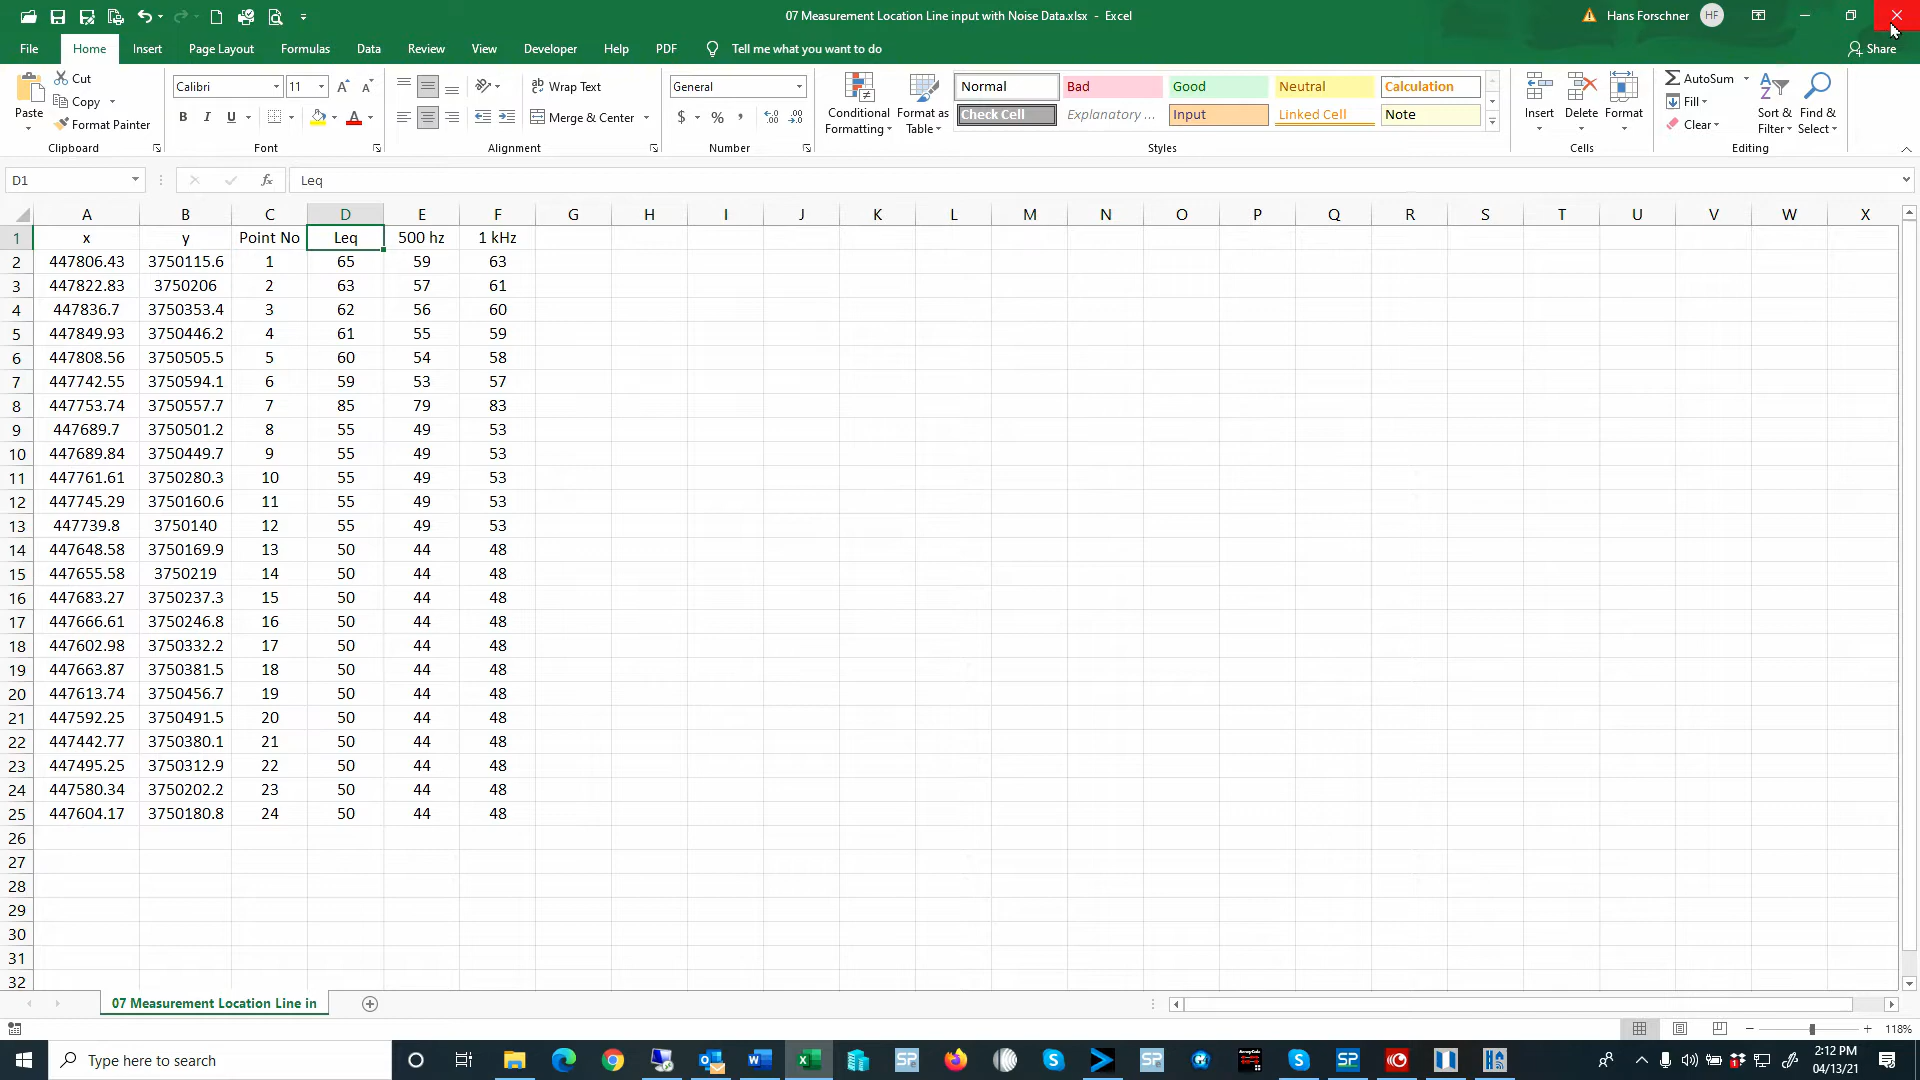 07 Measurement Location Line input with Noise Data.xlsx - Excel
Hans Forschner HF
File Home Insert Page Layout Formulas Data Review View Developer Help PDF Tell me what you want to do Share
Paste Cut Copy Format Painter Clipboard
Calibri 11 B I U A Font
Wrap Text Merge & Center Alignment
General $ % , Number
Conditional Formatting
Format as Table
Normal Bad Good Neutral Calculation
Check Cell Explanatory ... Input Linked Cell Note
Styles
Insert Delete Format Cells
AutoSum Fill Clear Sort & Filter Find & Select Editing
D1 fx Leq
A B C D E F G H I J K L M N O P Q R S T U V W X
1 x y Point No Leq 500 hz 1 kHz
2 447806.43 3750115.6 1 65 59 63
3 447822.83 3750206 2 63 57 61
4 447836.7 3750353.4 3 62 56 60
5 447849.93 3750446.2 4 61 55 59
6 447808.56 3750505.5 5 60 54 58
7 447742.55 3750594.1 6 59 53 57
8 447753.74 3750557.7 7 85 79 83
9 447689.7 3750501.2 8 55 49 53
10 447689.84 3750449.7 9 55 49 53
11 447761.61 3750280.3 10 55 49 53
12 447745.29 3750160.6 11 55 49 53
13 447739.8 3750140 12 55 49 53
14 447648.58 3750169.9 13 50 44 48
15 447655.58 3750219 14 50 44 48
16 447683.27 3750237.3 15 50 44 48
17 447666.61 3750246.8 16 50 44 48
18 447602.98 3750332.2 17 50 44 48
19 447663.87 3750381.5 18 50 44 48
20 447613.74 3750456.7 19 50 44 48
21 447592.25 3750491.5 20 50 44 48
22 447442.77 3750380.1 21 50 44 48
23 447495.25 3750312.9 22 50 44 48
24 447580.34 3750202.2 23 50 44 48
25 447604.17 3750180.8 24 50 44 48
26
27
28
29
30
31
32
07 Measurement Location Line in
118%
Type here to search
2:12 PM
04/13/21